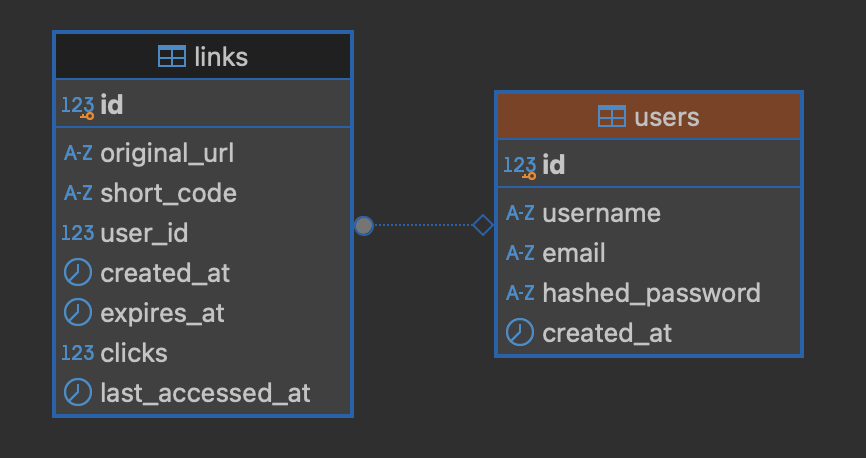 links
123 id
A-Z original_url
A-Z short_code
123 user_id
created_at
expires_at
123 clicks
last_accessed_at
users
123 id
A-Z username
A-Z email
A-Z hashed_password
created_at